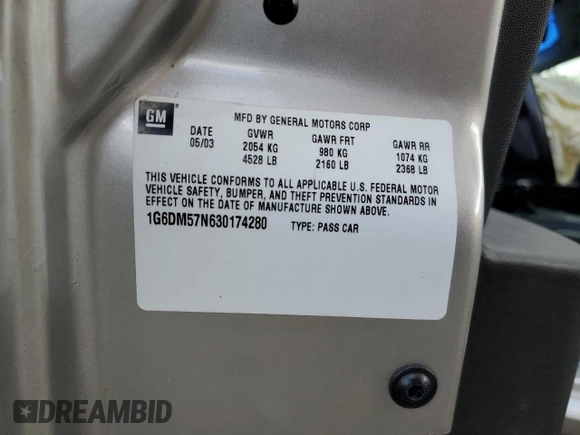 GM
MFD BY GENERAL MOTORS CORP
DATE GVWR GAWR FRT GAWR RR
05/03 2054 KG 980 KG 1074 KG
4528 LB 2160 LB 2368 LB
THIS VEHICLE CONFORMS TO ALL APPLICABLE U.S. FEDERAL MOTOR
VEHICLE SAFETY, BUMPER, AND THEFT PREVENTION STANDARDS IN
EFFECT ON THE DATE OF MANUFACTURE SHOWN ABOVE.
1G6DM57N630174280 TYPE: PASS CAR
DREAMBID